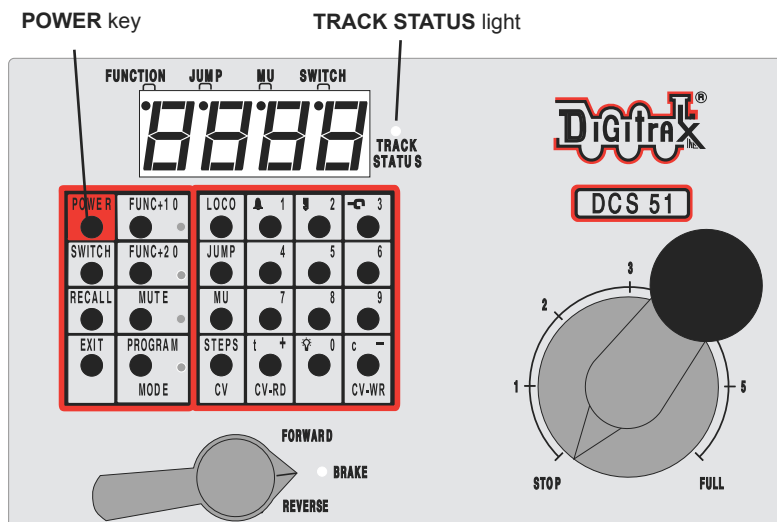 POWER key
TRACK STATUS light
FUNCTION JUMP MU SWITCH
8888
TRACK
STATUS
DIGITRAX ®
INC.
DCS 51
POWER FUNC+10 LOCO 1 2 3
SWITCH FUNC+20 JUMP 4 5 6
RECALL MUTE MU 7 8 9
EXIT PROGRAM STEPS t + 0 c -
MODE CV CV-RD CV-WR
1
2
3
5
STOP
FULL
FORWARD
BRAKE
REVERSE